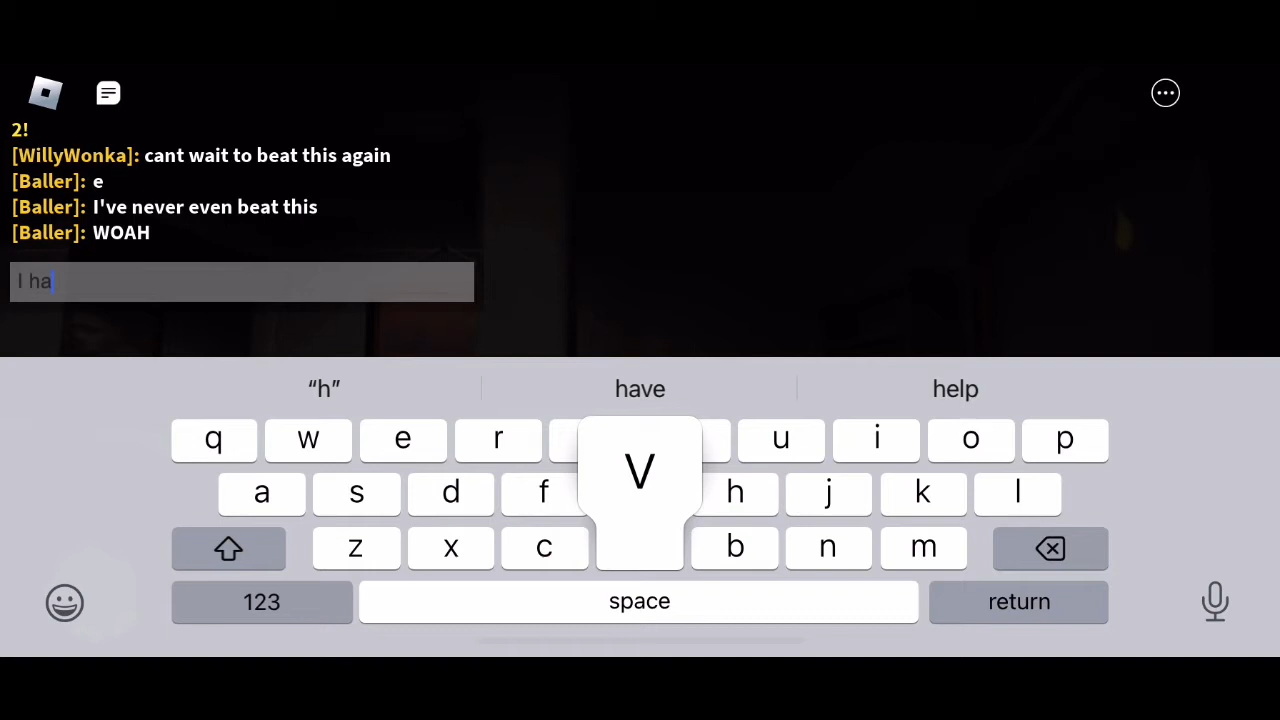 2!
[WillyWonka]: cant wait to beat this again
[Baller]: e
[Baller]: I've never even beat this
[Baller]: WOAH
I ha
“h” have help
q w e r u i o p
V
a s d f h j k l
z x c b n m
123 space return